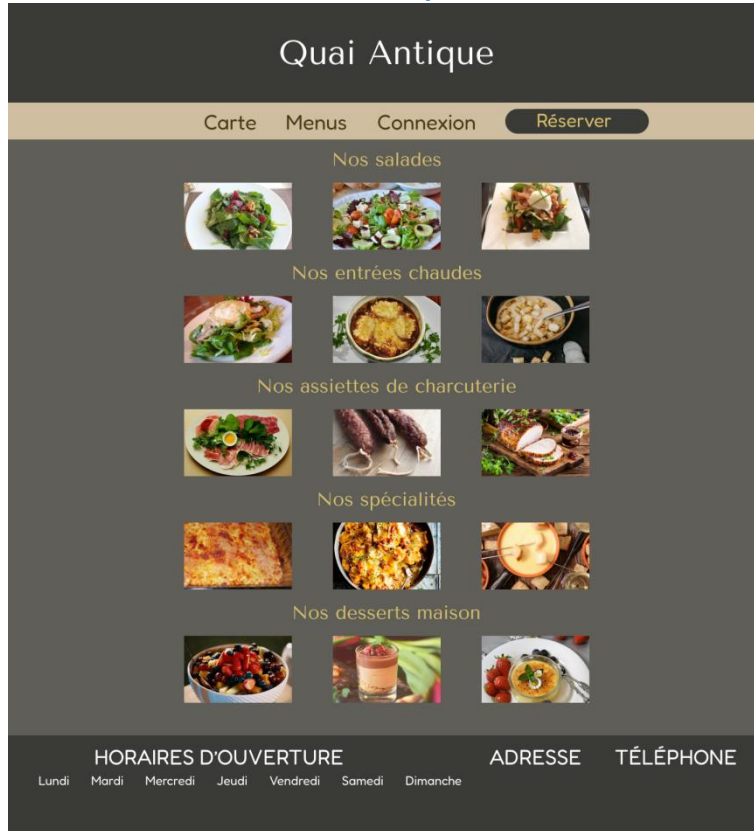 Quai Antique
Carte Menus Connexion Réserver
Nos salades
Nos entrées chaudes
Nos assiettes de charcuterie
Nos spécialités
Nos desserts maison
HORAIRES D'OUVERTURE ADRESSE TÉLÉPHONE
Lundi Mardi Mercredi Jeudi Vendredi Samedi Dimanche